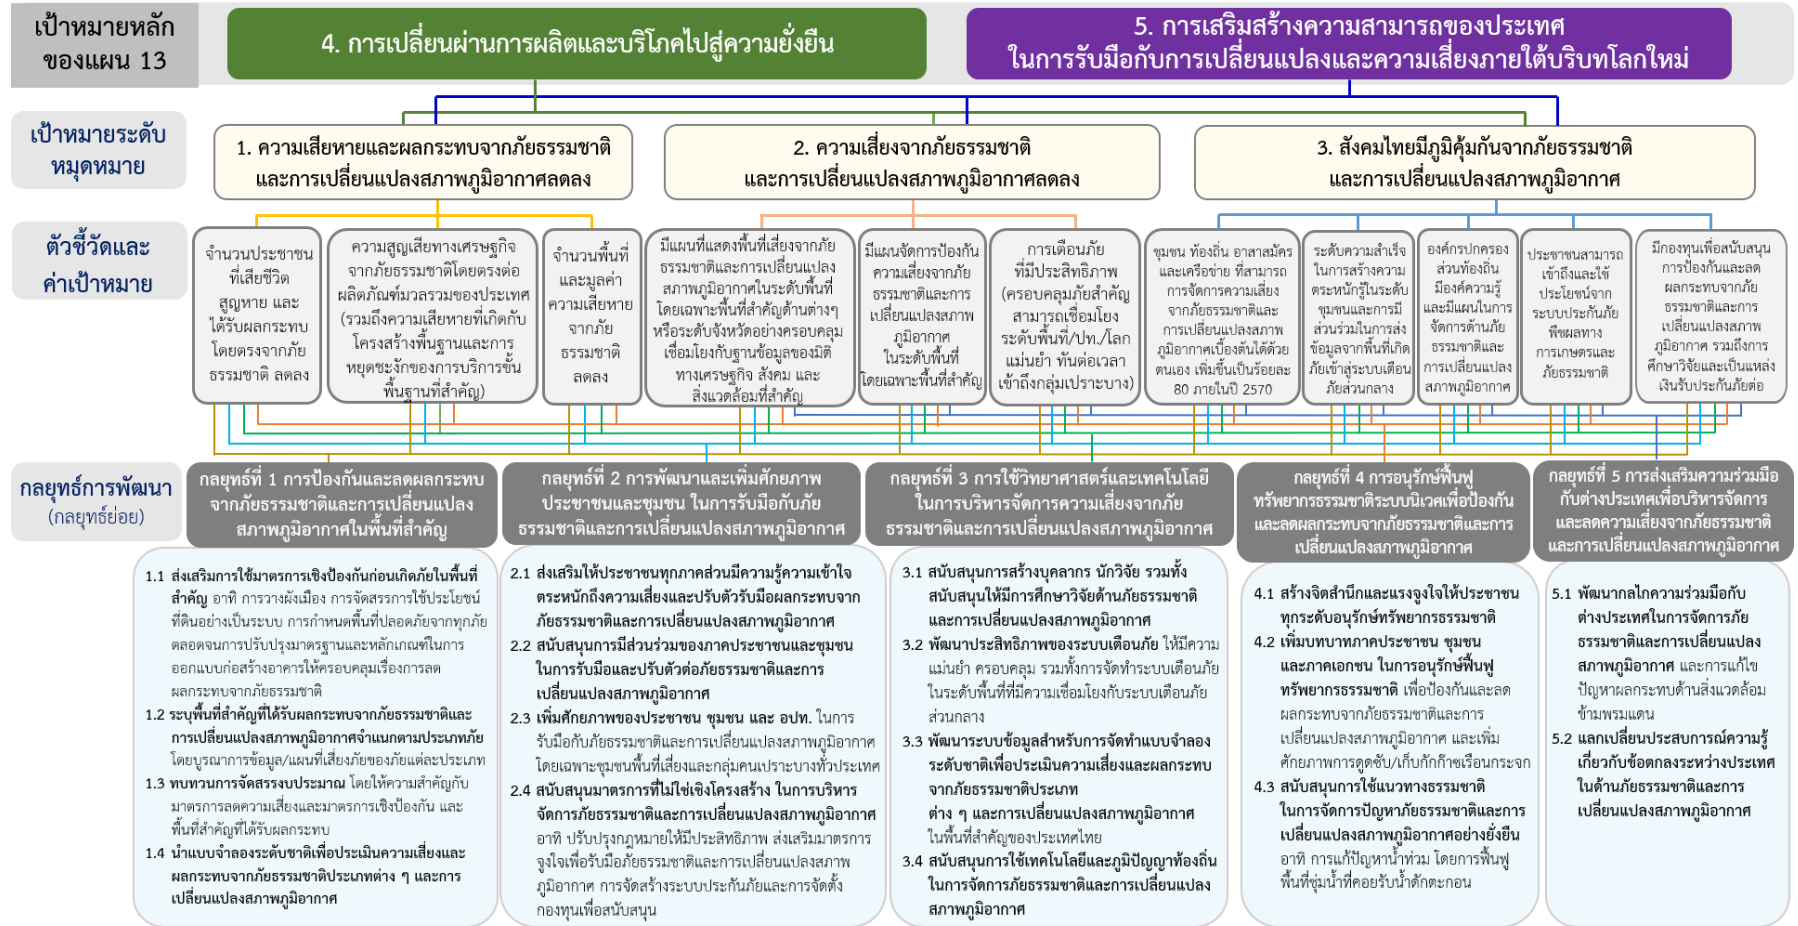 เป้าหมายหลัก
ของแผน 13
4. การเปลี่ยนผ่านการผลิตและบริโภคไปสู่ความยั่งยืน
5. การเสริมสร้างความสามารถของประเทศ
ในการรับมือกับการเปลี่ยนแปลงและความเสี่ยงภายใต้บริบทโลกใหม่
เป้าหมายระดับ
หมุดหมาย
1. ความเสียหายและผลกระทบจากภัยธรรมชาติ
และการเปลี่ยนแปลงสภาพภูมิอากาศลดลง
2. ความเสี่ยงจากภัยธรรมชาติ
และการเปลี่ยนแปลงสภาพภูมิอากาศลดลง
3. สังคมไทยมีภูมิคุ้มกันจากภัยธรรมชาติ
และการเปลี่ยนแปลงสภาพภูมิอากาศ
ตัวชี้วัดและ
ค่าเป้าหมาย
จำนวนประชาชน
ที่เสียชีวิต
สูญหาย และ
ได้รับผลกระทบ
โดยตรงจากภัย
ธรรมชาติ ลดลง
ความสูญเสียทางเศรษฐกิจ
จากภัยธรรมชาติโดยตรงต่อ
ผลิตภัณฑ์มวลรวมของประเทศ
(รวมถึงความเสียหายที่เกิดกับ
โครงสร้างพื้นฐานและการ
หยุดชะงักของการบริการขั้น
พื้นฐานที่สำคัญ)
จำนวนพื้นที่
และมูลค่า
ความเสียหาย
จากภัย
ธรรมชาติ
ลดลง
มีแผนที่แสดงพื้นที่เสี่ยงจากภัย
ธรรมชาติและการเปลี่ยนแปลง
สภาพภูมิอากาศในระดับพื้นที่
โดยเฉพาะพื้นที่สำคัญด้านต่างๆ
หรือระดับจังหวัดอย่างครอบคลุม
เชื่อมโยงกับฐานข้อมูลของมิติ
ทางเศรษฐกิจ สังคม และ
สิ่งแวดล้อมที่สำคัญ
มีแผนจัดการป้องกัน
ความเสี่ยงจากภัย
ธรรมชาติและการ
เปลี่ยนแปลงสภาพ
ภูมิอากาศ
ในระดับพื้นที่
โดยเฉพาะพื้นที่สำคัญ
การเตือนภัย
ที่มีประสิทธิภาพ
(ครอบคลุมภัยสำคัญ
สามารถเชื่อมโยง
ระดับพื้นที่/ปท./โลก
แม่นยำ ทันต่อเวลา
เข้าถึงกลุ่มเปราะบาง)
ชุมชน ท้องถิ่น อาสาสมัคร
และเครือข่าย ที่สามารถ
การจัดการความเสี่ยง
จากภัยธรรมชาติและ
การเปลี่ยนแปลงสภาพ
ภูมิอากาศเบื้องต้นได้ด้วย
ตนเอง เพิ่มขึ้นเป็นร้อยละ
80 ภายในปี 2570
ระดับความสำเร็จ
ในการสร้างความ
ตระหนักรู้ในระดับ
ชุมชนและการมี
ส่วนร่วมในการส่ง
ข้อมูลจากพื้นที่เกิด
ภัยเข้าสู่ระบบเตือน
ภัยส่วนกลาง
องค์กรปกครอง
ส่วนท้องถิ่น
มีองค์ความรู้
และมีแผนในการ
จัดการด้านภัย
ธรรมชาติและ
การเปลี่ยนแปลง
สภาพภูมิอากาศ
ประชาชนสามารถ
เข้าถึงและใช้
ประโยชน์จาก
ระบบประกันภัย
พืชผลทาง
การเกษตรและ
ภัยธรรมชาติ
มีกองทุนเพื่อสนับสนุน
การป้องกันและลด
ผลกระทบจากภัย
ธรรมชาติและการ
เปลี่ยนแปลงสภาพ
ภูมิอากาศ รวมถึงการ
ศึกษาวิจัยและเป็นแหล่ง
เงินรับประกันภัยต่อ
กลยุทธ์การพัฒนา
(กลยุทธ์ย่อย)
กลยุทธ์ที่ 1 การป้องกันและลดผลกระทบ
จากภัยธรรมชาติและการเปลี่ยนแปลง
สภาพภูมิอากาศในพื้นที่สำคัญ
กลยุทธ์ที่ 2 การพัฒนาและเพิ่มศักยภาพ
ประชาชนและชุมชน ในการรับมือกับภัย
ธรรมชาติและการเปลี่ยนแปลงสภาพภูมิอากาศ
กลยุทธ์ที่ 3 การใช้วิทยาศาสตร์และเทคโนโลยี
ในการบริหารจัดการความเสี่ยงจากภัย
ธรรมชาติและการเปลี่ยนแปลงสภาพภูมิอากาศ
กลยุทธ์ที่ 4 การอนุรักษ์ฟื้นฟู
ทรัพยากรธรรมชาติระบบนิเวศเพื่อป้องกัน
และลดผลกระทบจากภัยธรรมชาติและการ
เปลี่ยนแปลงสภาพภูมิอากาศ
กลยุทธ์ที่ 5 การส่งเสริมความร่วมมือ
กับต่างประเทศเพื่อบริหารจัดการ
และลดความเสี่ยงจากภัยธรรมชาติ
และการเปลี่ยนแปลงสภาพภูมิอากาศ
1.1 ส่งเสริมการใช้มาตรการเชิงป้องกันก่อนเกิดภัยในพื้นที่
สำคัญ อาทิ การวางผังเมือง การจัดสรรการใช้ประโยชน์
ที่ดินอย่างเป็นระบบ การกำหนดพื้นที่ปลอดภัยจากทุกภัย
ตลอดจนการปรับปรุงมาตรฐานและหลักเกณฑ์ในการ
ออกแบบก่อสร้างอาคารให้ครอบคลุมเรื่องการลด
ผลกระทบจากภัยธรรมชาติ
1.2 ระบุพื้นที่สำคัญที่ได้รับผลกระทบจากภัยธรรมชาติและ
การเปลี่ยนแปลงสภาพภูมิอากาศจำแนกตามประเภทภัย
โดยบูรณาการข้อมูล/แผนที่เสี่ยงภัยของภัยแต่ละประเภท
1.3 ทบทวนการจัดสรรงบประมาณ โดยให้ความสำคัญกับ
มาตรการลดความเสี่ยงและมาตรการเชิงป้องกัน และ
พื้นที่สำคัญที่ได้รับผลกระทบ
1.4 นำแบบจำลองระดับชาติเพื่อประเมินความเสี่ยงและ
ผลกระทบจากภัยธรรมชาติประเภทต่าง ๆ และการ
เปลี่ยนแปลงสภาพภูมิอากาศ
2.1 ส่งเสริมให้ประชาชนทุกภาคส่วนมีความรู้ความเข้าใจ
ตระหนักถึงความเสี่ยงและปรับตัวรับมือผลกระทบจาก
ภัยธรรมชาติและการเปลี่ยนแปลงสภาพภูมิอากาศ
2.2 สนับสนุนการมีส่วนร่วมของภาคประชาชนและชุมชน
ในการรับมือและปรับตัวต่อภัยธรรมชาติและการ
เปลี่ยนแปลงสภาพภูมิอากาศ
2.3 เพิ่มศักยภาพของประชาชน ชุมชน และ อปท. ในการ
รับมือกับภัยธรรมชาติและการเปลี่ยนแปลงสภาพภูมิอากาศ
โดยเฉพาะชุมชนพื้นที่เสี่ยงและกลุ่มคนเปราะบางทั่วประเทศ
2.4 สนับสนุนมาตรการที่ไม่ใช่เชิงโครงสร้าง ในการบริหาร
จัดการภัยธรรมชาติและการเปลี่ยนแปลงสภาพภูมิอากาศ
อาทิ ปรับปรุงกฎหมายให้มีประสิทธิภาพ ส่งเสริมมาตรการ
จูงใจเพื่อรับมือภัยธรรมชาติและการเปลี่ยนแปลงสภาพ
ภูมิอากาศ การจัดสร้างระบบประกันภัยและการจัดตั้ง
กองทุนเพื่อสนับสนุน
3.1 สนับสนุนการสร้างบุคลากร นักวิจัย รวมทั้ง
สนับสนุนให้มีการศึกษาวิจัยด้านภัยธรรมชาติ
และการเปลี่ยนแปลงสภาพภูมิอากาศ
3.2 พัฒนาประสิทธิภาพของระบบเตือนภัย ให้มีความ
แม่นยำ ครอบคลุม รวมทั้งการจัดทำระบบเตือนภัย
ในระดับพื้นที่ที่มีความเชื่อมโยงกับระบบเตือนภัย
ส่วนกลาง
3.3 พัฒนาระบบข้อมูลสำหรับการจัดทำแบบจำลอง
ระดับชาติเพื่อประเมินความเสี่ยงและผลกระทบ
จากภัยธรรมชาติประเภท
ต่าง ๆ และการเปลี่ยนแปลงสภาพภูมิอากาศ
ในพื้นที่สำคัญของประเทศไทย
3.4 สนับสนุนการใช้เทคโนโลยีและภูมิปัญญาท้องถิ่น
ในการจัดการภัยธรรมชาติและการเปลี่ยนแปลง
สภาพภูมิอากาศ
4.1 สร้างจิตสำนึกและแรงจูงใจให้ประชาชน
ทุกระดับอนุรักษ์ทรัพยากรธรรมชาติ
4.2 เพิ่มบทบาทภาคประชาชน ชุมชน
และภาคเอกชน ในการอนุรักษ์ฟื้นฟู
ทรัพยากรธรรมชาติ เพื่อป้องกันและลด
ผลกระทบจากภัยธรรมชาติและการ
เปลี่ยนแปลงสภาพภูมิอากาศ และเพิ่ม
ศักยภาพการดูดซับ/เก็บกักก๊าซเรือนกระจก
4.3 สนับสนุนการใช้แนวทางธรรมชาติ
ในการจัดการปัญหาภัยธรรมชาติและการ
เปลี่ยนแปลงสภาพภูมิอากาศอย่างยั่งยืน
อาทิ การแก้ปัญหาน้ำท่วม โดยการฟื้นฟู
พื้นที่ชุ่มน้ำที่คอยรับน้ำดักตะกอน
5.1 พัฒนากลไกความร่วมมือกับ
ต่างประเทศในการจัดการภัย
ธรรมชาติและการเปลี่ยนแปลง
สภาพภูมิอากาศ และการแก้ไข
ปัญหาผลกระทบด้านสิ่งแวดล้อม
ข้ามพรมแดน
5.2 แลกเปลี่ยนประสบการณ์ความรู้
เกี่ยวกับข้อตกลงระหว่างประเทศ
ในด้านภัยธรรมชาติและการ
เปลี่ยนแปลงสภาพภูมิอากาศ